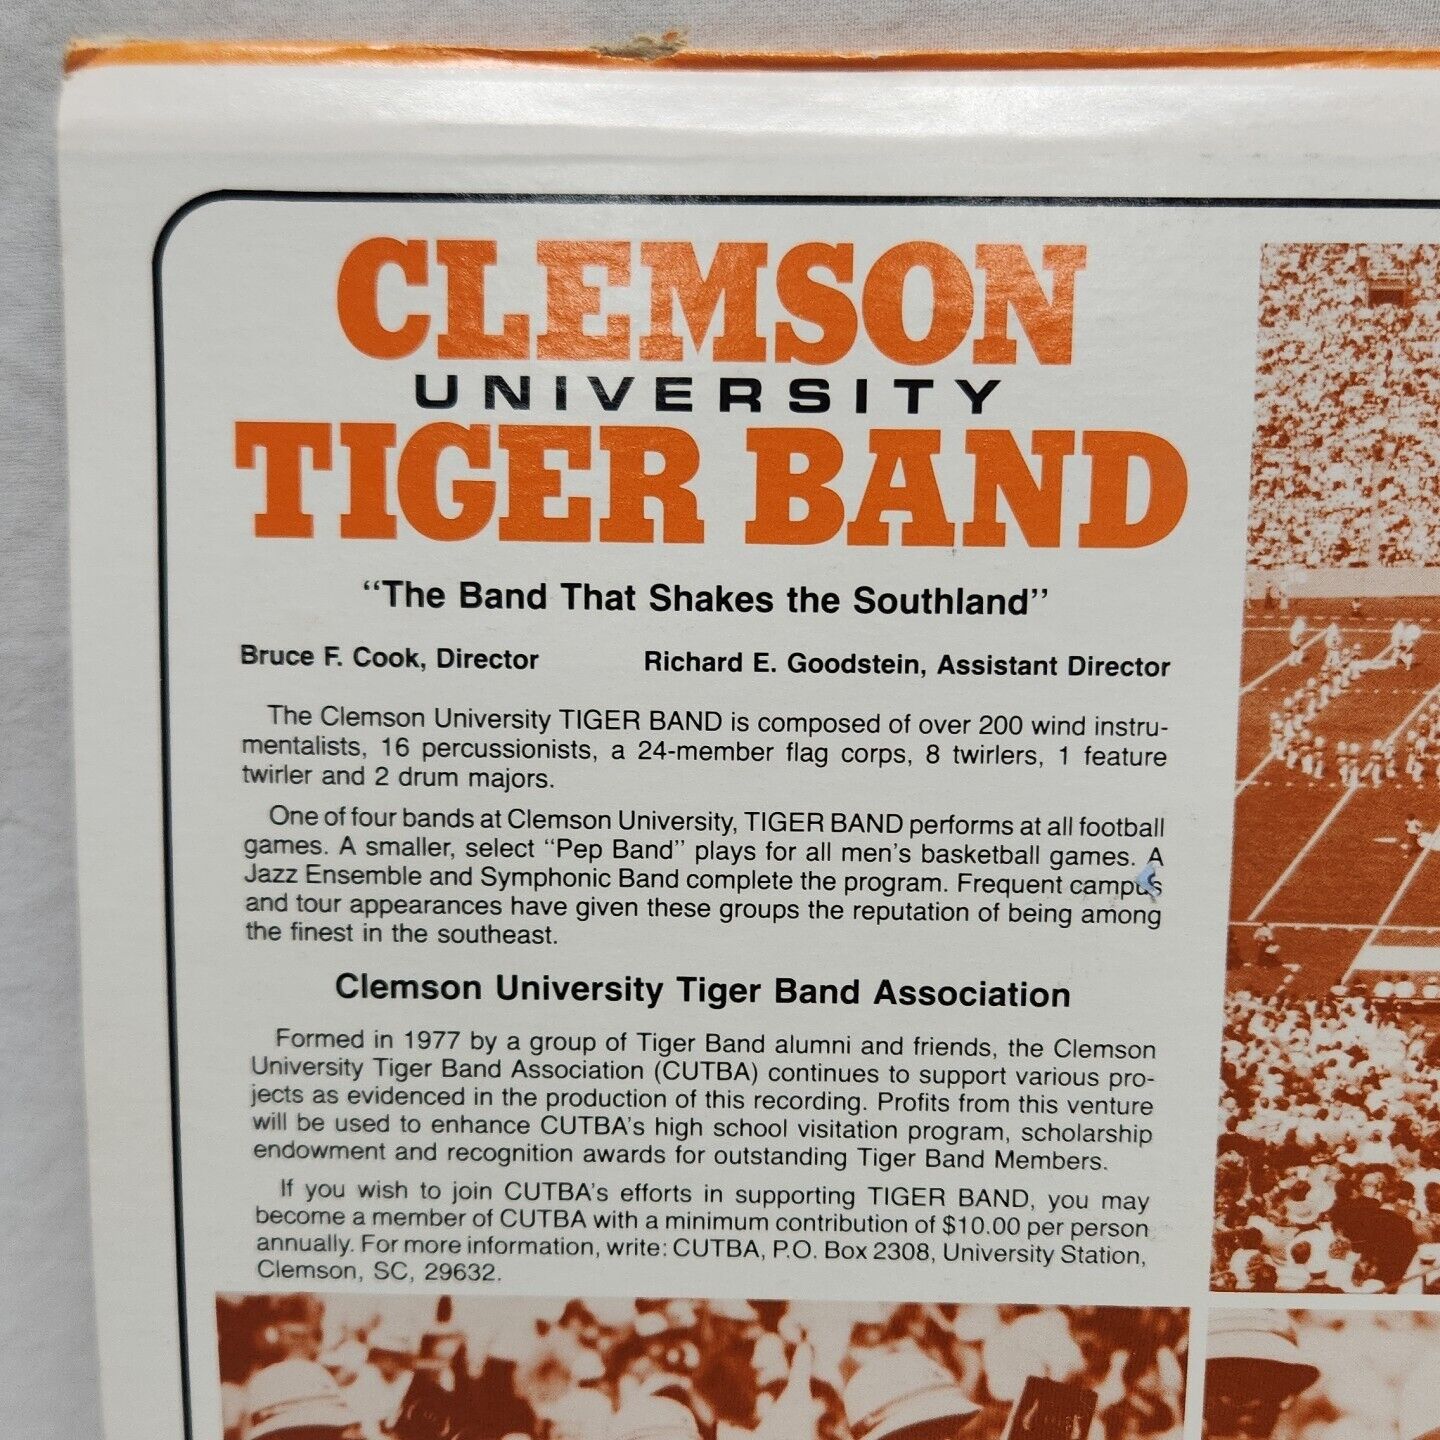 CLEMSON
UNIVERSITY
TIGER BAND
"The Band That Shakes the Southland"
Bruce F. Cook, Director Richard E. Goodstein, Assistant Director
The Clemson University TIGER BAND is composed of over 200 wind instru-
mentalists, 16 percussionists, a 24-member flag corps, 8 twirlers, 1 feature
twirler and 2 drum majors.
One of four bands at Clemson University, TIGER BAND performs at all football
games. A smaller, select "Pep Band" plays for all men's basketball games. A
Jazz Ensemble and Symphonic Band complete the program. Frequent campus
and tour appearances have given these groups the reputation of being among
the finest in the southeast.
Clemson University Tiger Band Association
Formed in 1977 by a group of Tiger Band alumni and friends, the Clemson
University Tiger Band Association (CUTBA) continues to support various pro-
jects as evidenced in the production of this recording. Profits from this venture
will be used to enhance CUTBA's high school visitation program, scholarship
endowment and recognition awards for outstanding Tiger Band Members.
If you wish to join CUTBA's efforts in supporting TIGER BAND, you may
become a member of CUTBA with a minimum contribution of $10.00 per person
annually. For more information, write: CUTBA, P.O. Box 2308, University Station,
Clemson, SC, 29632.